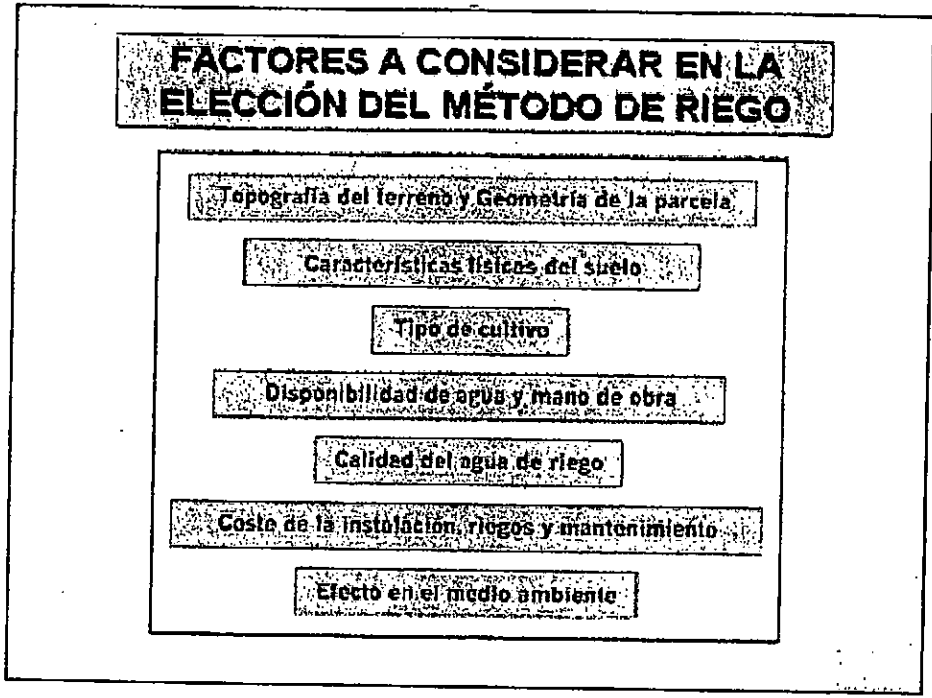 FACTORES A CONSIDERAR EN LA
ELECCIÓN DEL MÉTODO DE RIEGO
Topografía del terreno y Geometría de la parcela
Características físicas del suelo
Tipo de cultivo
Disponibilidad de agua y mano de obra
Calidad del agua de riego
Coste de la instalación, riegos y mantenimiento
Efecto en el medio ambiente